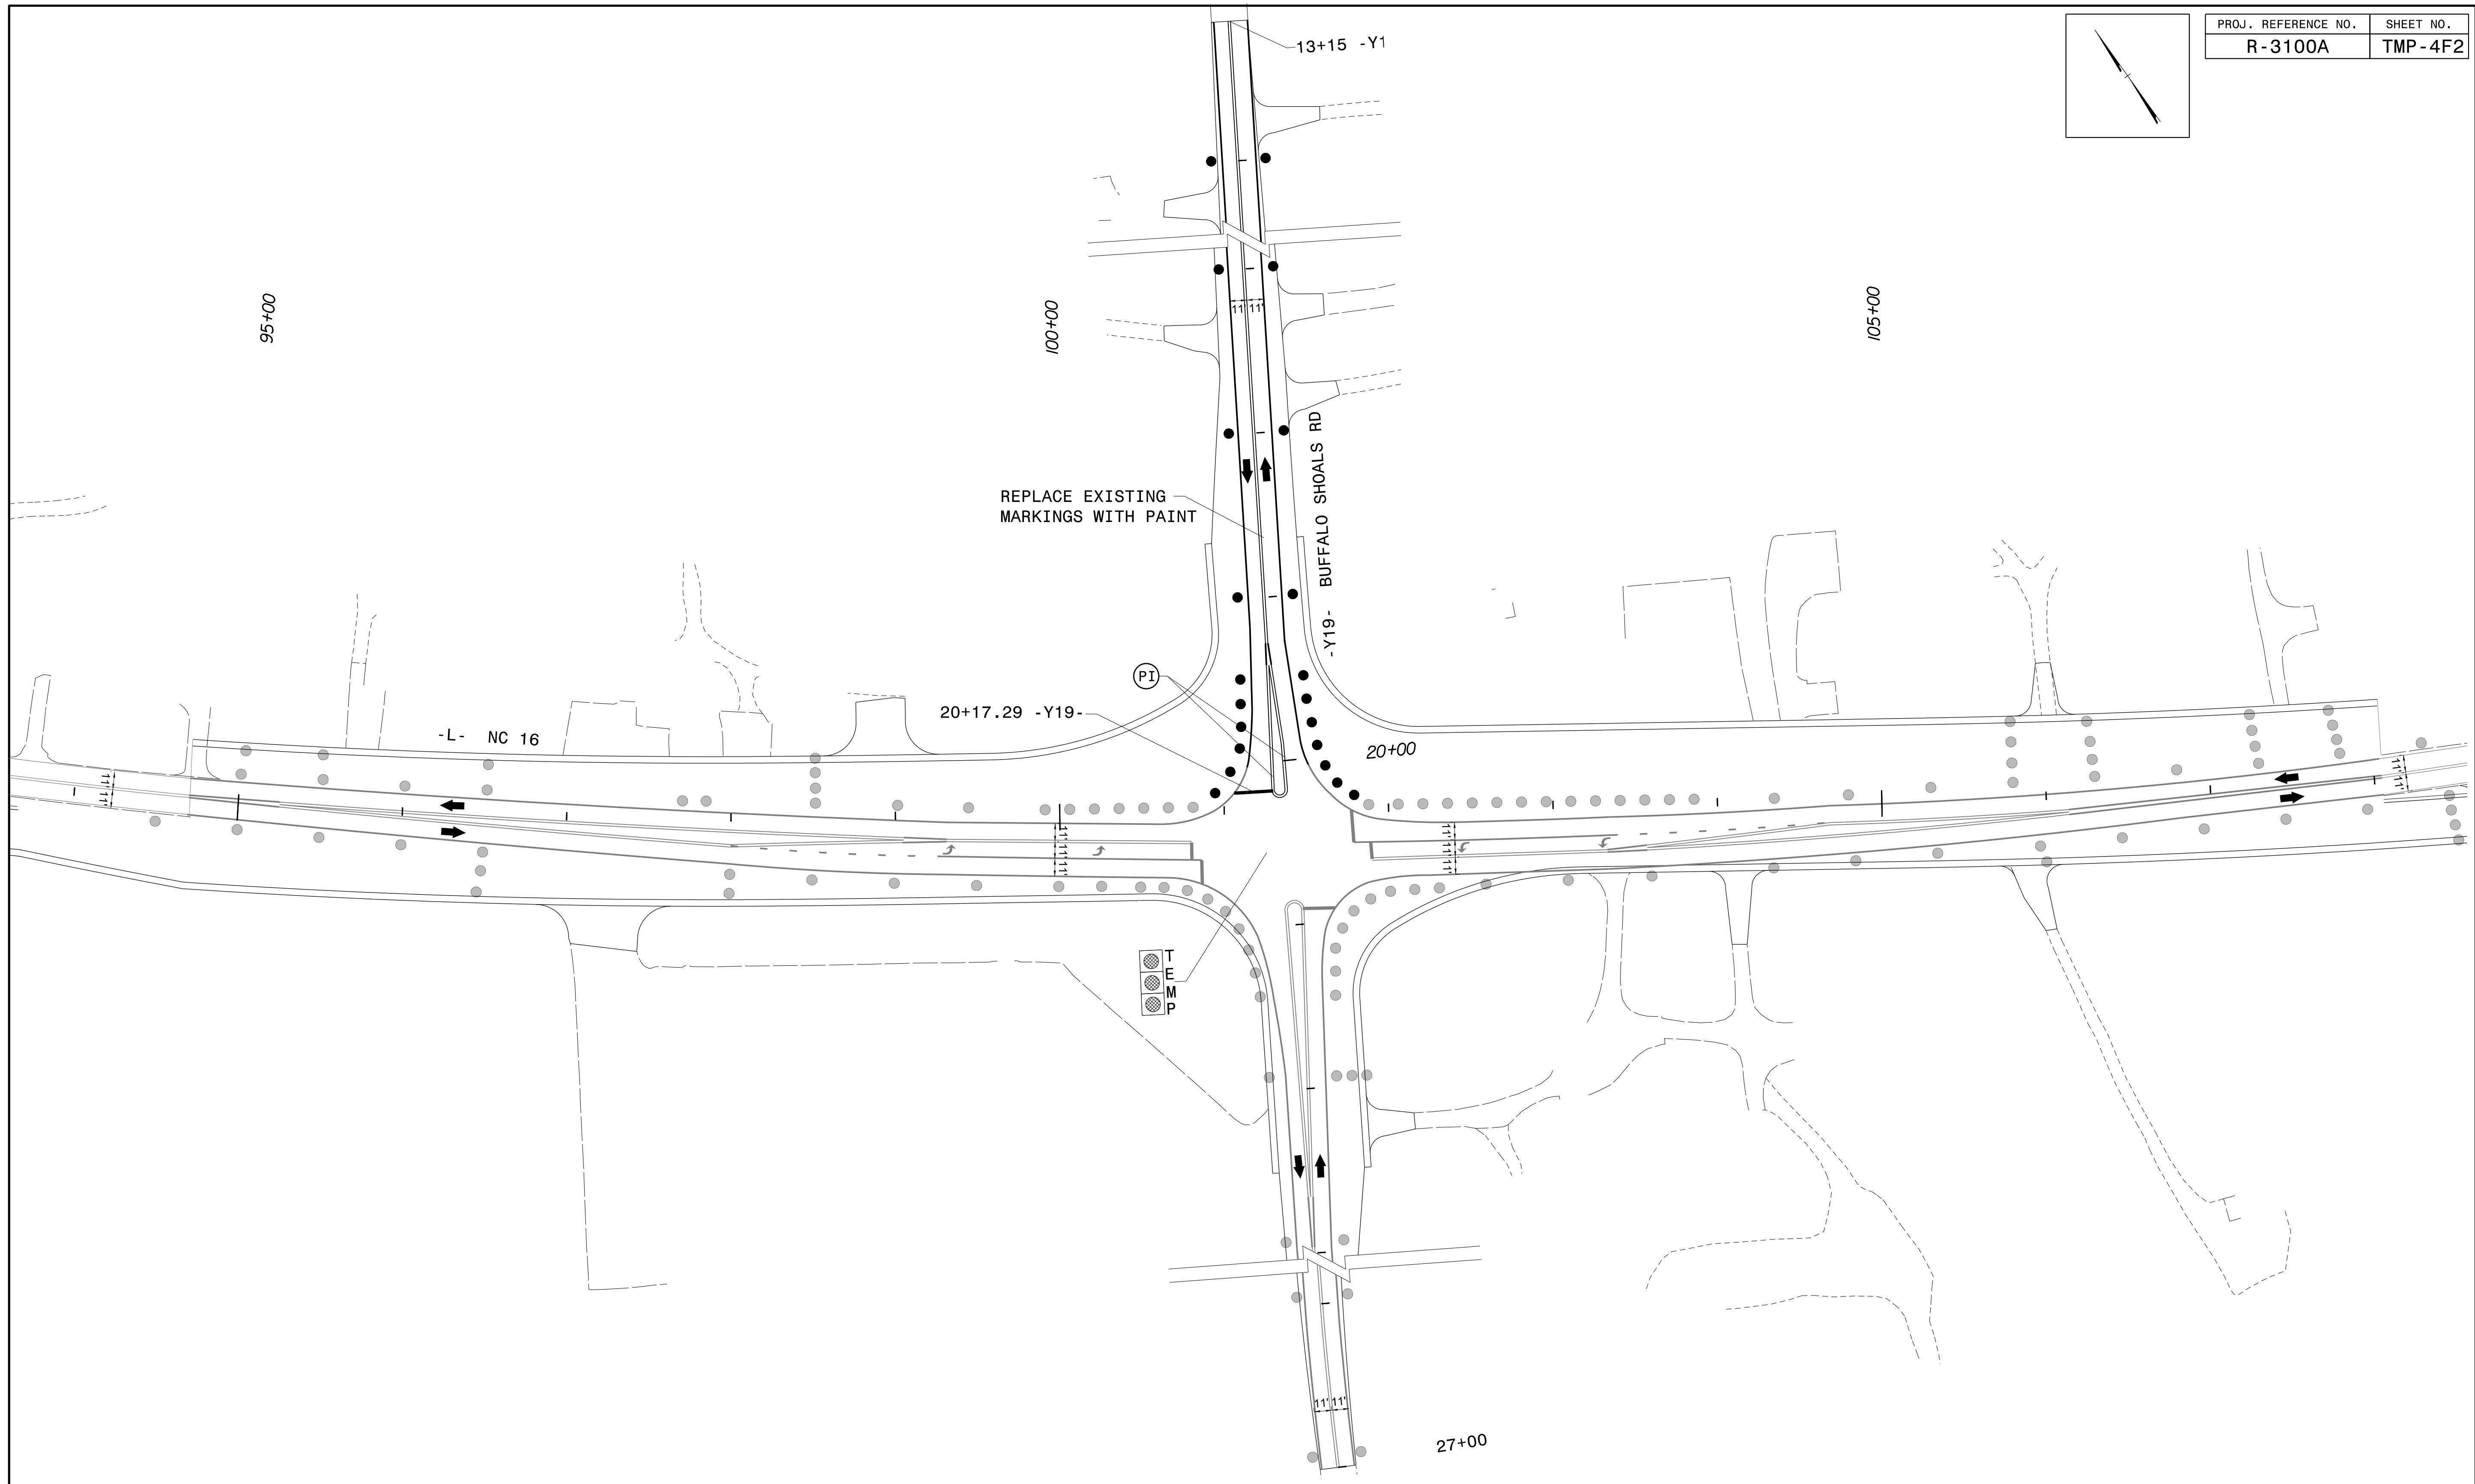 PROJ. REFERENCE NO.
SHEET NO.
R-3100A
TMP-4F2
13+15 -Y1
95+00
100+00
105+00
11'
11'
REPLACE EXISTING
MARKINGS WITH PAINT
-Y19- BUFFALO SHOALS RD
PI
20+17.29 -Y19-
-L- NC 16
20+00
T
E
M
P
11'
11'
27+00